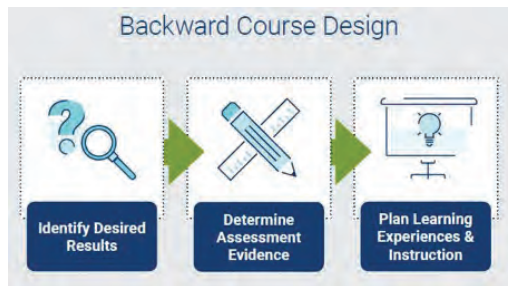 Backward Course Design
Identify Desired
Results
Determine
Assessment
Evidence
Plan Learning
Experiences &
Instruction